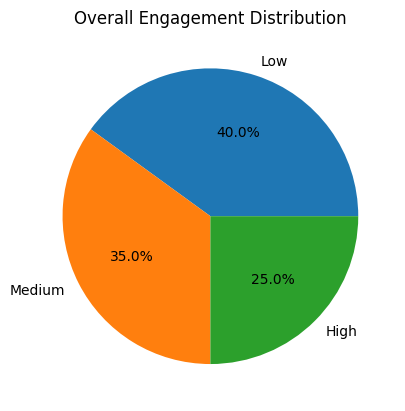 Overall Engagement Distribution
Low
40.0%
35.0%
Medium
25.0%
High